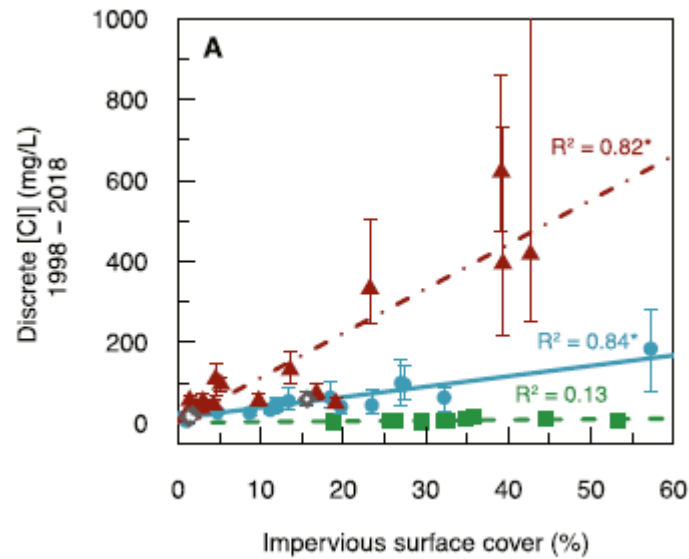 A
1000
800
600
400
200
0
Discrete [Cl] (mg/L)
1998 – 2018
R² = 0.82*
R² = 0.84*
R² = 0.13
0 10 20 30 40 50 60
Impervious surface cover (%)